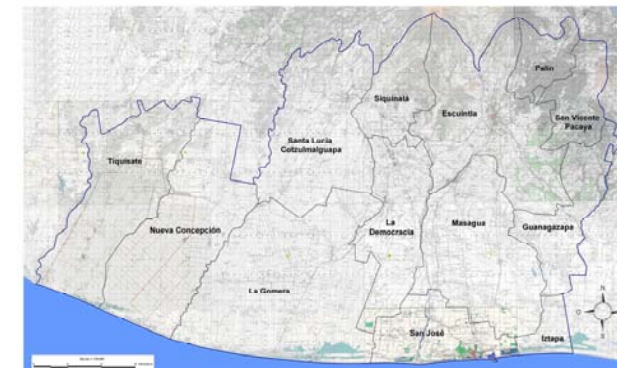 Palín
Siquinalá
Escuintla
San Vicente
Pacaya
Santa Lucía
Cotzumalguapa
Tiquisate
La
Democracia
Masagua
Guanagazapa
Nueva Concepción
La Gomera
San José
Iztapa
N
O
E
S